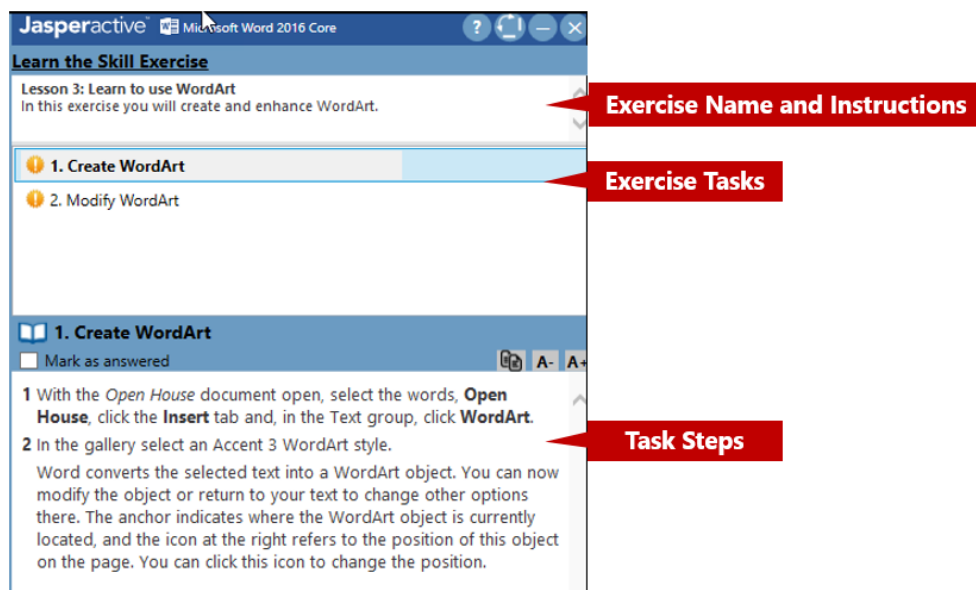 Jasperactive Microsoft Word 2016 Core ?
Learn the Skill Exercise
Lesson 3: Learn to use WordArt
In this exercise you will create and enhance WordArt.
Exercise Name and Instructions
1. Create WordArt
Exercise Tasks
2. Modify WordArt
1. Create WordArt
Mark as answered A- A+
1 With the Open House document open, select the words, Open
House, click the Insert tab and, in the Text group, click WordArt.
2 In the gallery select an Accent 3 WordArt style.
Task Steps
Word converts the selected text into a WordArt object. You can now
modify the object or return to your text to change other options
there. The anchor indicates where the WordArt object is currently
located, and the icon at the right refers to the position of this object
on the page. You can click this icon to change the position.